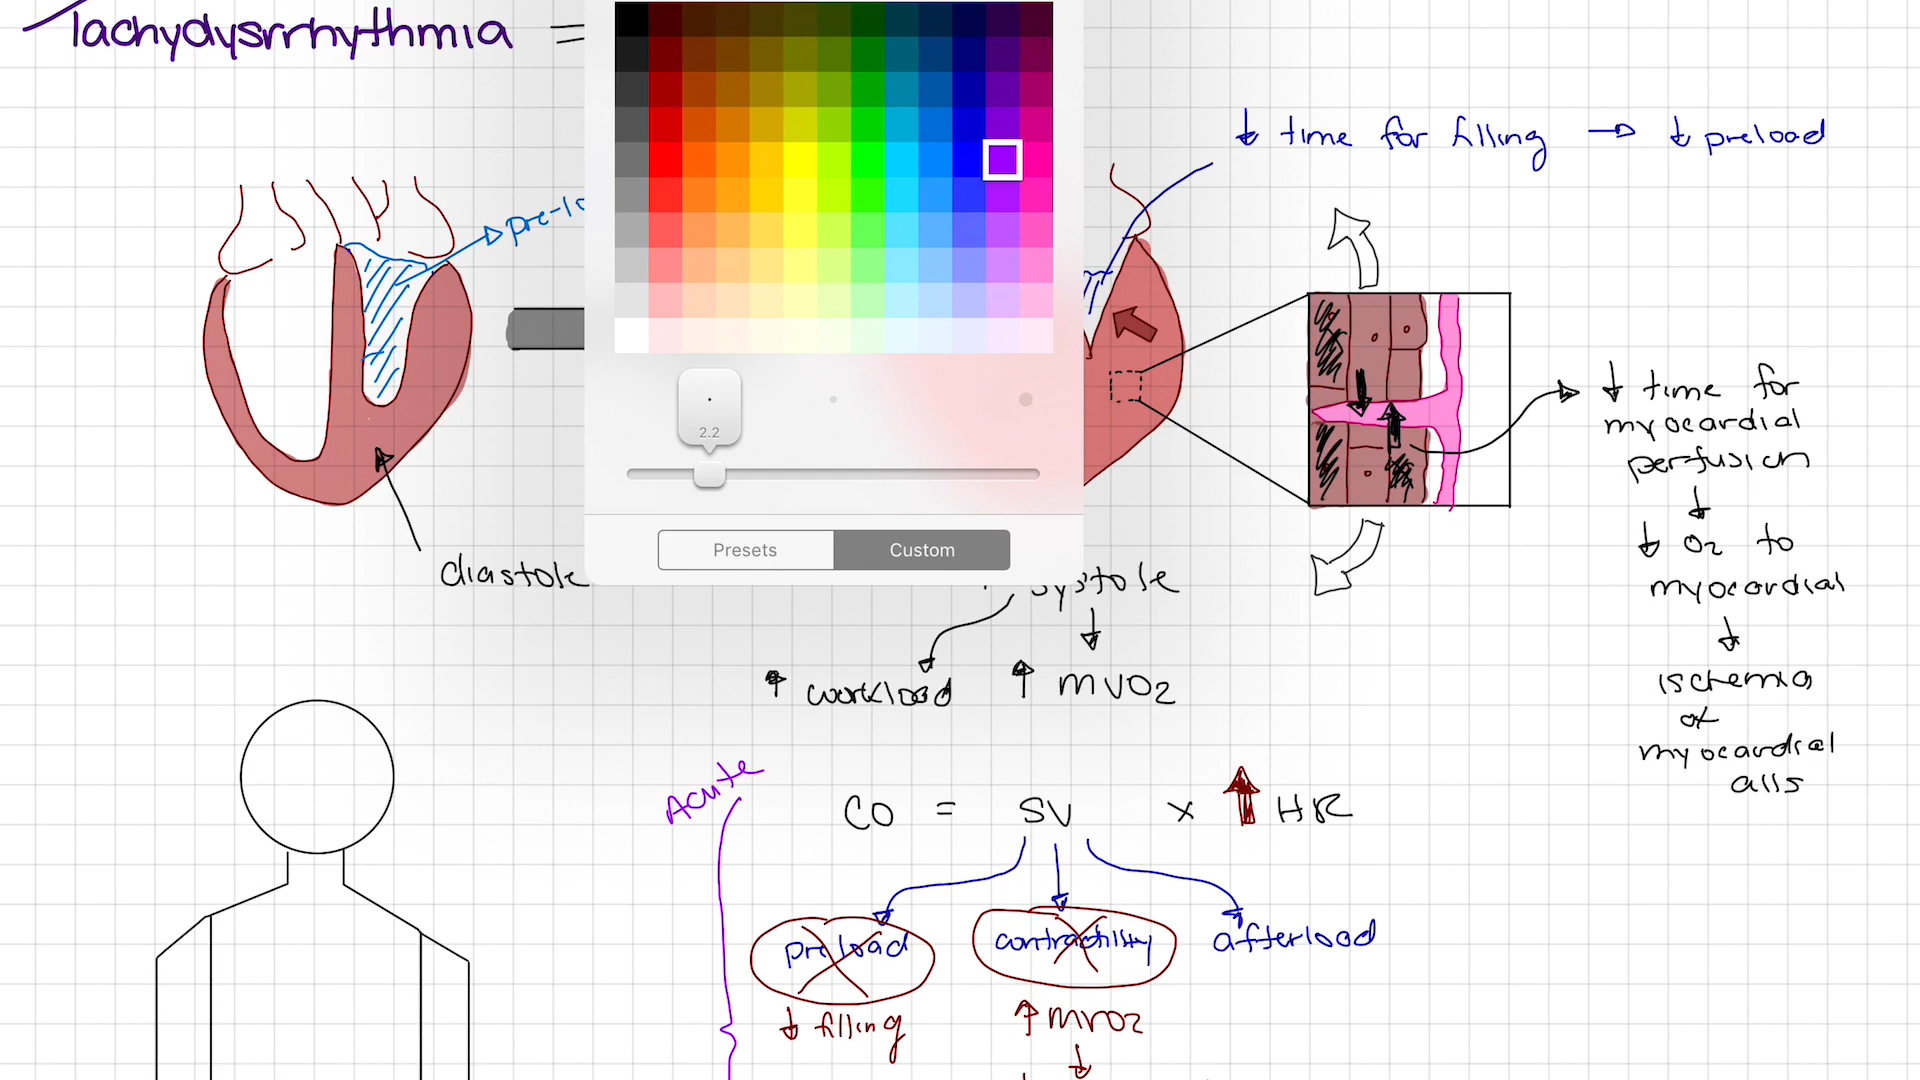 Tachydysrrhythmia =
↓ time for filling → ↓ preload
pre-lo
↓ time for
myocardial
perfusion
↓
↓ O2 to
myocardial
↓
ischemia
of
myocardial
cells
2.2
Presets
Custom
diastole
systole
↑ workload
↑ MVO2
Acute
CO = SV x ↑ HR
preload
contractility
afterload
↓ filling
↑ MVO2
↓